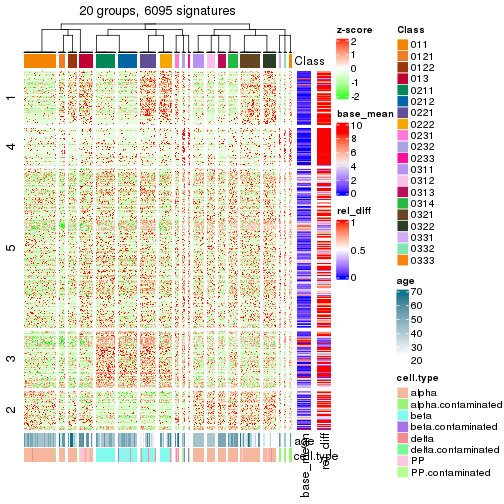 20 groups, 6095 signatures
Class
1
4
5
3
2
age
cell.type
base_mean
rel_diff
z-score
2
1
0
-1
-2
base_mean
10
8
6
4
2
0
rel_diff
1
0.5
0
Class
011
0121
0122
013
0211
0212
0221
0222
0231
0232
0233
0311
0312
0313
0314
0321
0322
0331
0332
0333
age
70
60
50
40
30
20
cell.type
alpha
alpha.contaminated
beta
beta.contaminated
delta
delta.contaminated
PP
PP.contaminated